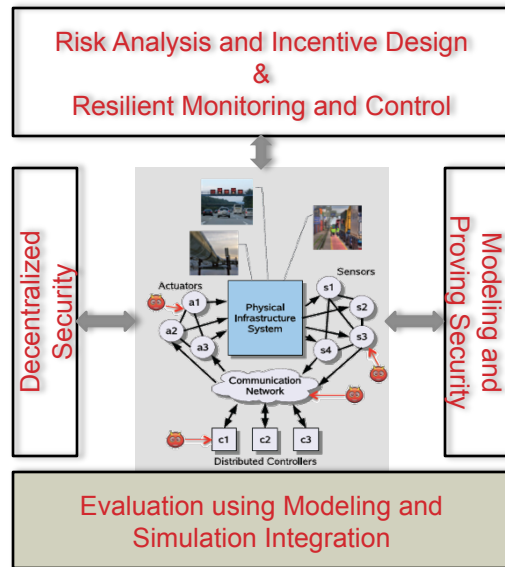 Risk Analysis and Incentive Design
&
Resilient Monitoring and Control
Decentralized
Security
Actuators
Sensors
a1
a2
a3
Physical
Infrastructure
System
s1
s2
s3
s4
Communication
Network
c1
c2
c3
Distributed Controllers
Modeling and
Proving Security
Evaluation using Modeling and
Simulation Integration